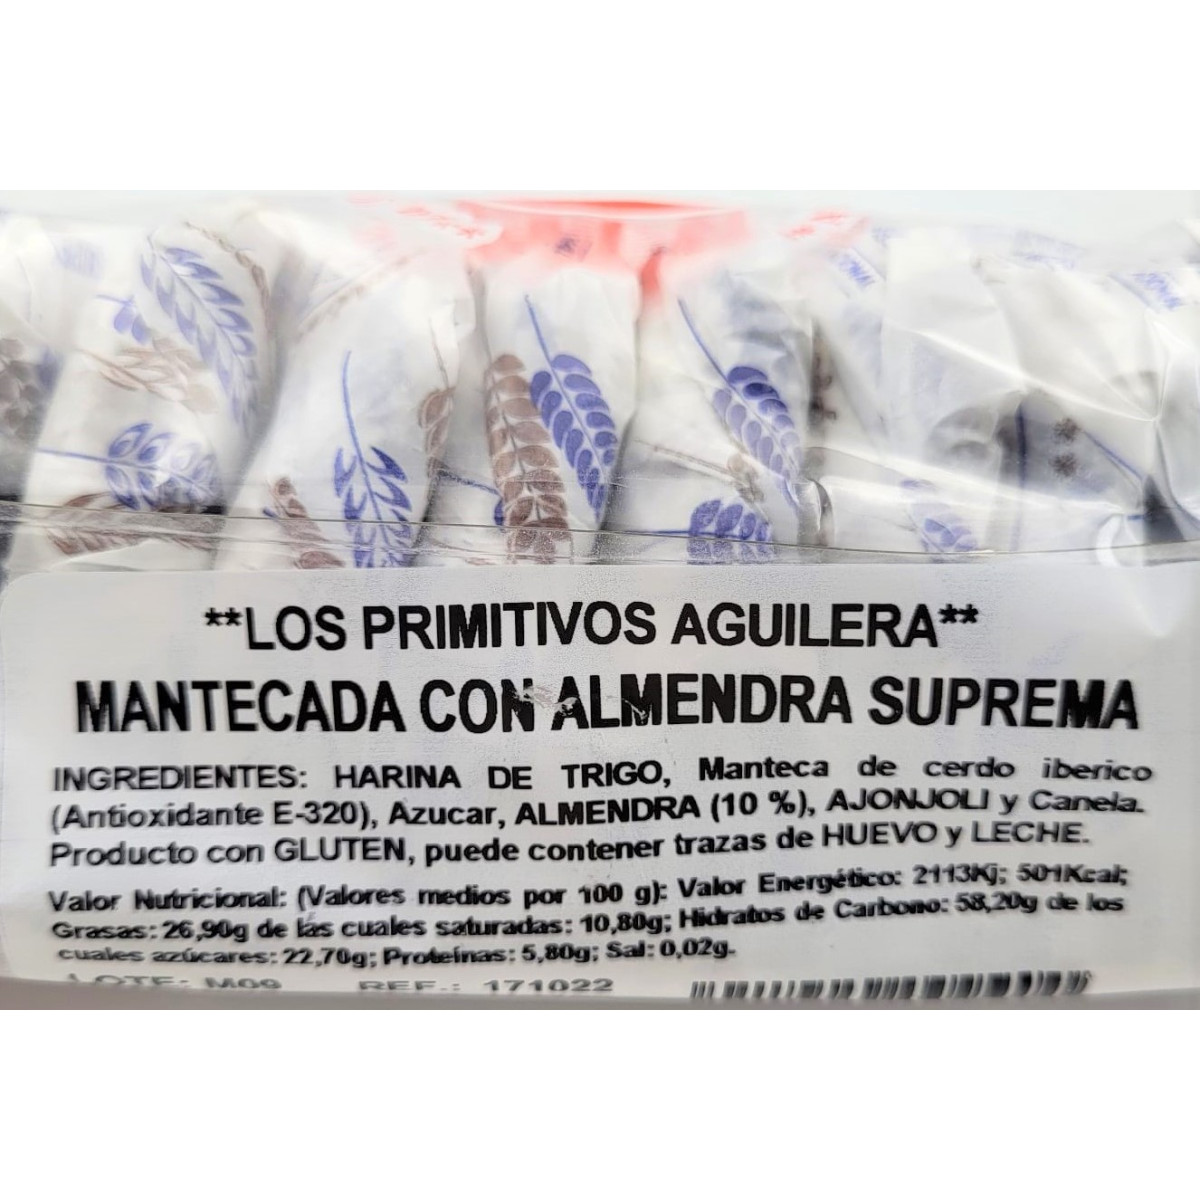 **LOS PRIMITIVOS AGUILERA**
MANTECADA CON ALMENDRA SUPREMA
INGREDIENTES: HARINA DE TRIGO, Manteca de cerdo iberico
(Antioxidante E-320), Azucar, ALMENDRA (10 %), AJONJOLI y Canela.
Producto con GLUTEN, puede contener trazas de HUEVO y LECHE.
Valor Nutricional: (Valores medios por 100 g): Valor Energético: 2113Kj; 501Kcal;
Grasas: 26,90g de las cuales saturadas: 10,80g; Hidratos de Carbono: 58,20g de los
cuales azúcares: 22,70g; Proteínas: 5,80g; Sal: 0,02g.
LOTE: M09 REF.: 171022